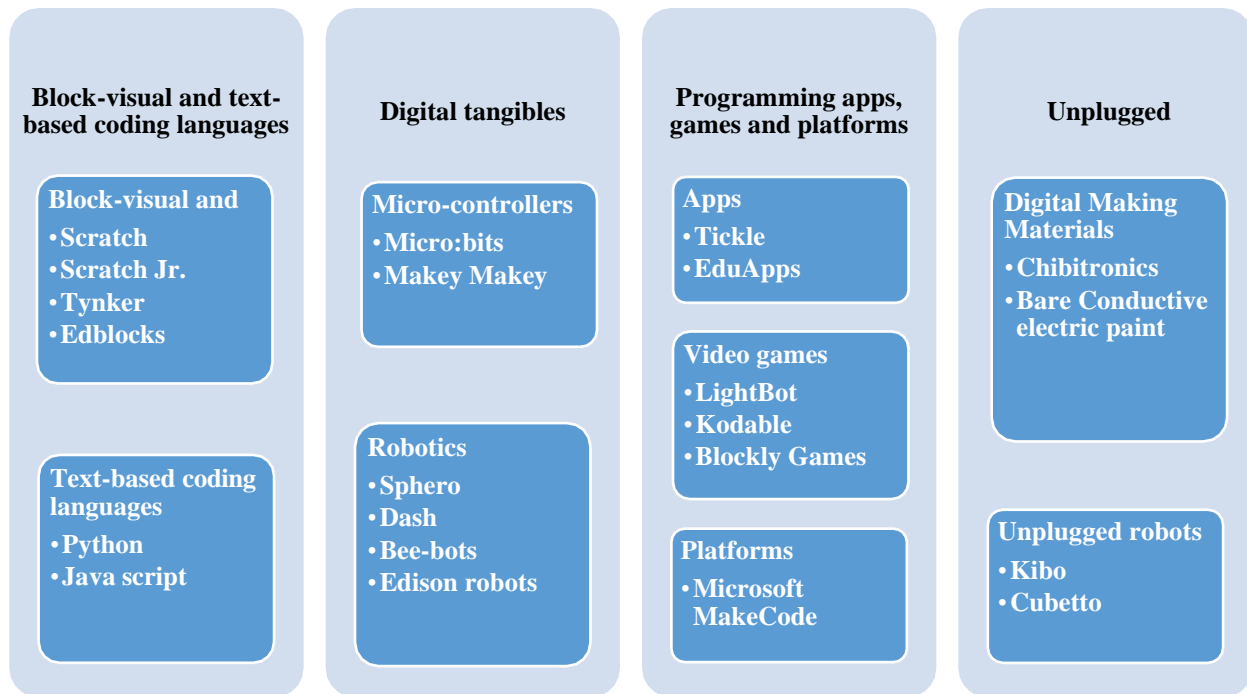 Block-visual and text-
based coding languages
Block-visual and
•Scratch
•Scratch Jr.
•Tynker
•Edblocks
Text-based coding
languages
•Python
•Java script
Digital tangibles
Micro-controllers
•Micro:bits
•Makey Makey
Robotics
•Sphero
•Dash
•Bee-bots
•Edison robots
Programming apps,
games and platforms
Apps
•Tickle
•EduApps
Video games
•LightBot
•Kodable
•Blockly Games
Platforms
•Microsoft
MakeCode
Unplugged
Digital Making
Materials
•Chibitronics
•Bare Conductive
electric paint
Unplugged robots
•Kibo
•Cubetto